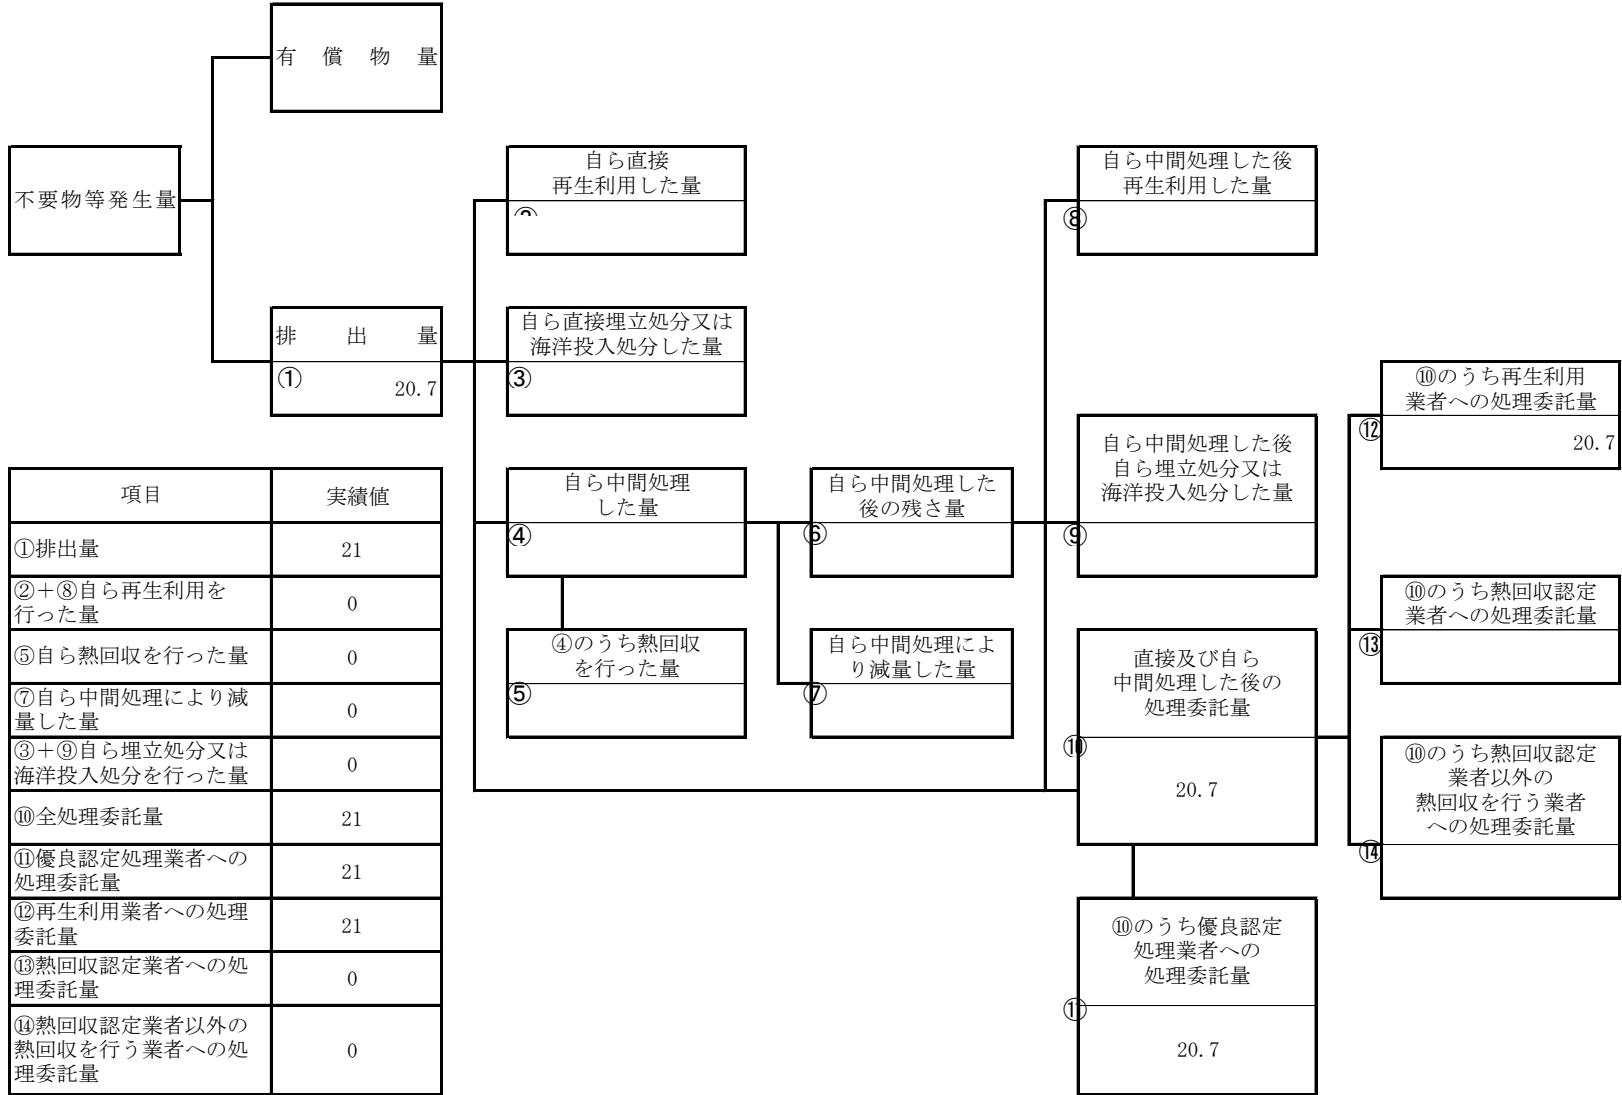 有償物量
不要物等発生量
排出量
①
20.7
自ら直接
再生利用した量
②
自ら直接埋立処分又は
海洋投入処分した量
③
自ら中間処理
した量
④
④のうち熱回収
を行った量
⑤
自ら中間処理した
後の残さ量
⑥
自ら中間処理によ
り減量した量
⑦
自ら中間処理した後
再生利用した量
⑧
自ら中間処理した後
自ら埋立処分又は
海洋投入処分した量
⑨
直接及び自ら
中間処理した後の
処理委託量
⑩
20.7
⑩のうち優良認定
処理業者への
処理委託量
⑪
20.7
⑩のうち再生利用
業者への処理委託量
⑫
20.7
⑩のうち熱回収認定
業者への処理委託量
⑬
⑩のうち熱回収認定
業者以外の
熱回収を行う業者
への処理委託量
⑭
項目 実績値
①排出量 21
②+⑧自ら再生利用を
行った量 0
⑤自ら熱回収を行った量 0
⑦自ら中間処理により減
量した量 0
③+⑨自ら埋立処分又は
海洋投入処分を行った量 0
⑩全処理委託量 21
⑪優良認定処理業者への
処理委託量 21
⑫再生利用業者への処理
委託量 21
⑬熱回収認定業者への処
理委託量 0
⑭熱回収認定業者以外の
熱回収を行う業者への処 0
理委託量